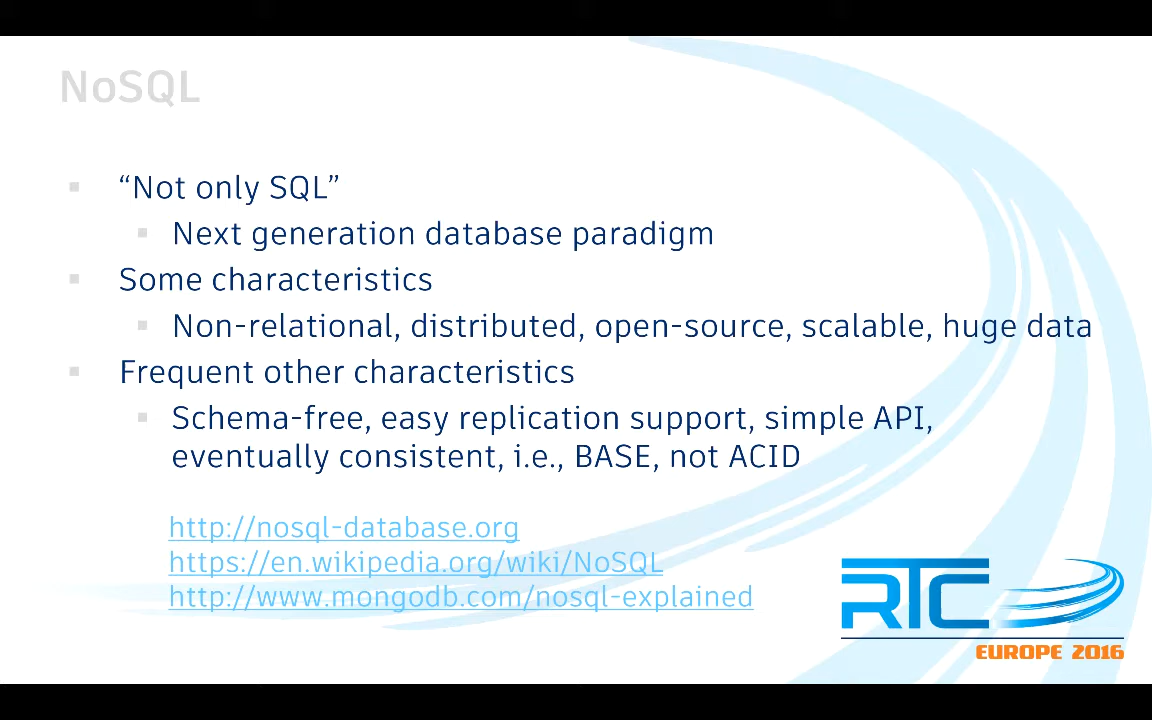 NoSQL
“Not only SQL”
Next generation database paradigm
Some characteristics
Non-relational, distributed, open-source, scalable, huge data
Frequent other characteristics
Schema-free, easy replication support, simple API,
eventually consistent, i.e., BASE, not ACID
http://nosql-database.org
https://en.wikipedia.org/wiki/NoSQL
http://www.mongodb.com/nosql-explained
RTC
EUROPE 2016